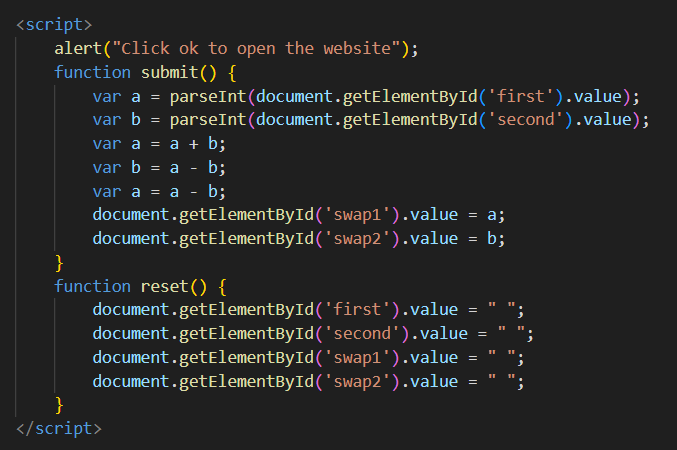 <script>
alert("Click ok to open the website");
function submit() {
var a = parseInt(document.getElementById('first').value);
var b = parseInt(document.getElementById('second').value);
var a = a + b;
var b = a - b;
var a = a - b;
document.getElementById('swap1').value = a;
document.getElementById('swap2').value = b;
}
function reset() {
document.getElementById('first').value = " ";
document.getElementById('second').value = " ";
document.getElementById('swap1').value = " ";
document.getElementById('swap2').value = " ";
}
</script>